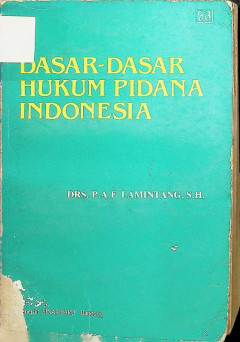 DASAR-DASAR
HUKUM PIDANA
INDONESIA
DRS. P.A.F. LAMINTANG, S.H.